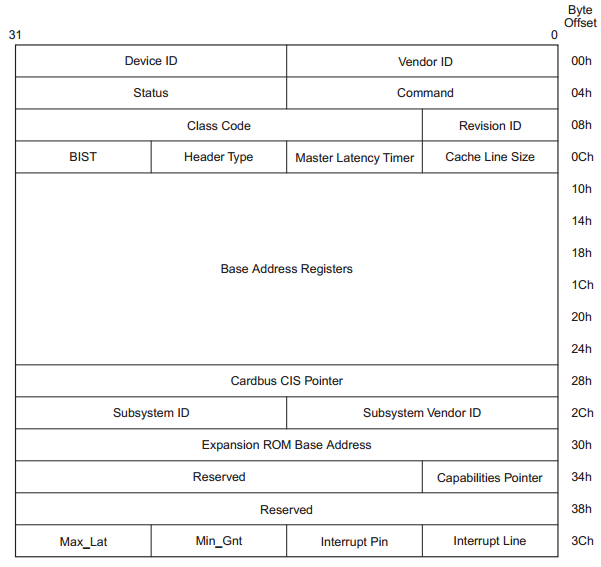 Byte
Offset
31 0
Device ID Vendor ID 00h
Status Command 04h
Class Code Revision ID 08h
BIST Header Type Master Latency Timer Cache Line Size 0Ch
10h
14h
18h
Base Address Registers
1Ch
20h
24h
Cardbus CIS Pointer 28h
Subsystem ID Subsystem Vendor ID 2Ch
Expansion ROM Base Address 30h
Reserved Capabilities Pointer 34h
Reserved 38h
Max_Lat Min_Gnt Interrupt Pin Interrupt Line 3Ch